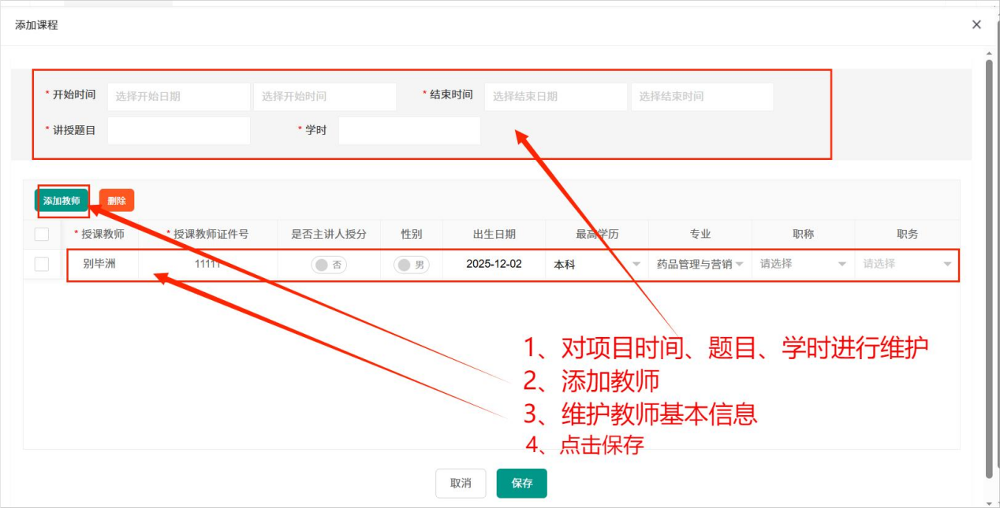 添加课程
* 开始时间 选择开始日期 选择开始时间 * 结束时间 选择结束日期 选择结束时间
* 讲授题目 * 学时
添加教师 删除
* 授课教师 * 授课教师证件号 是否主讲人授分 性别 出生日期 最高学历 专业 职称 职务
别毕洲 11111 否 男 2025-12-02 本科 药品管理与营销 请选择 请选择
1、对项目时间、题目、学时进行维护
2、添加教师
3、维护教师基本信息
4、点击保存
取消 保存